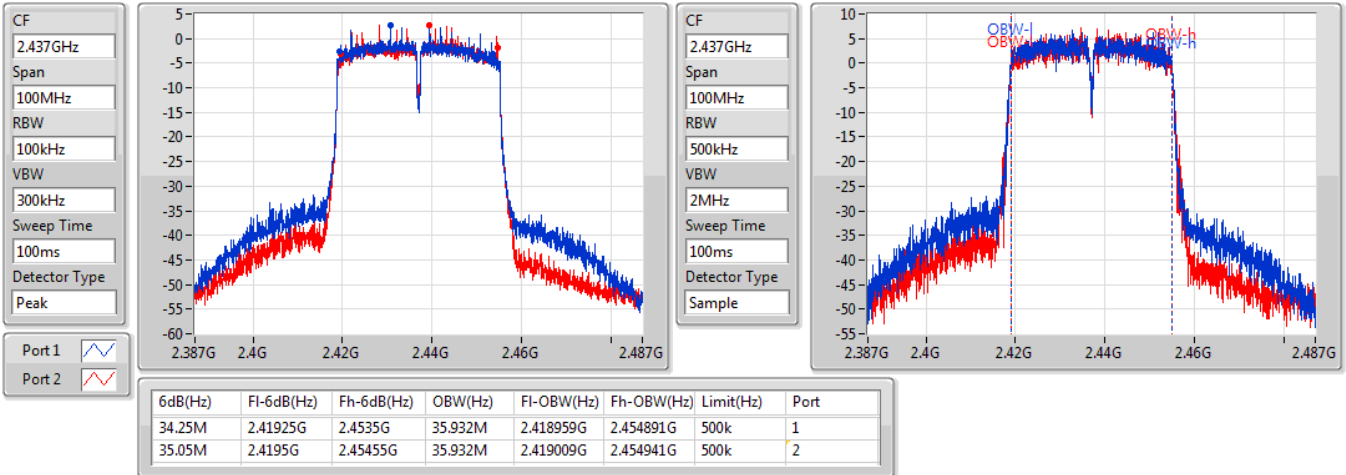 CF
2.437GHz
Span
100MHz
RBW
100kHz
VBW
300kHz
Sweep Time
100ms
Detector Type
Peak
5
0
-5
-10
-15
-20
-25
-30
-35
-40
-45
-50
-55
-60
2.387G 2.4G 2.42G 2.44G 2.46G 2.487G
CF
2.437GHz
Span
100MHz
RBW
500kHz
VBW
2MHz
Sweep Time
100ms
Detector Type
Sample
10
5
0
-5
-10
-15
-20
-25
-30
-35
-40
-45
-50
-55
OBW-l OBW-h
OBW- OBW-h
2.387G 2.4G 2.42G 2.44G 2.46G 2.487G
Port 1
Port 2
6dB(Hz) Fl-6dB(Hz) Fh-6dB(Hz) OBW(Hz) Fl-OBW(Hz) Fh-OBW(Hz) Limit(Hz) Port
34.25M 2.41925G 2.4535G 35.932M 2.418959G 2.454891G 500k 1
35.05M 2.4195G 2.45455G 35.932M 2.419009G 2.454941G 500k 2